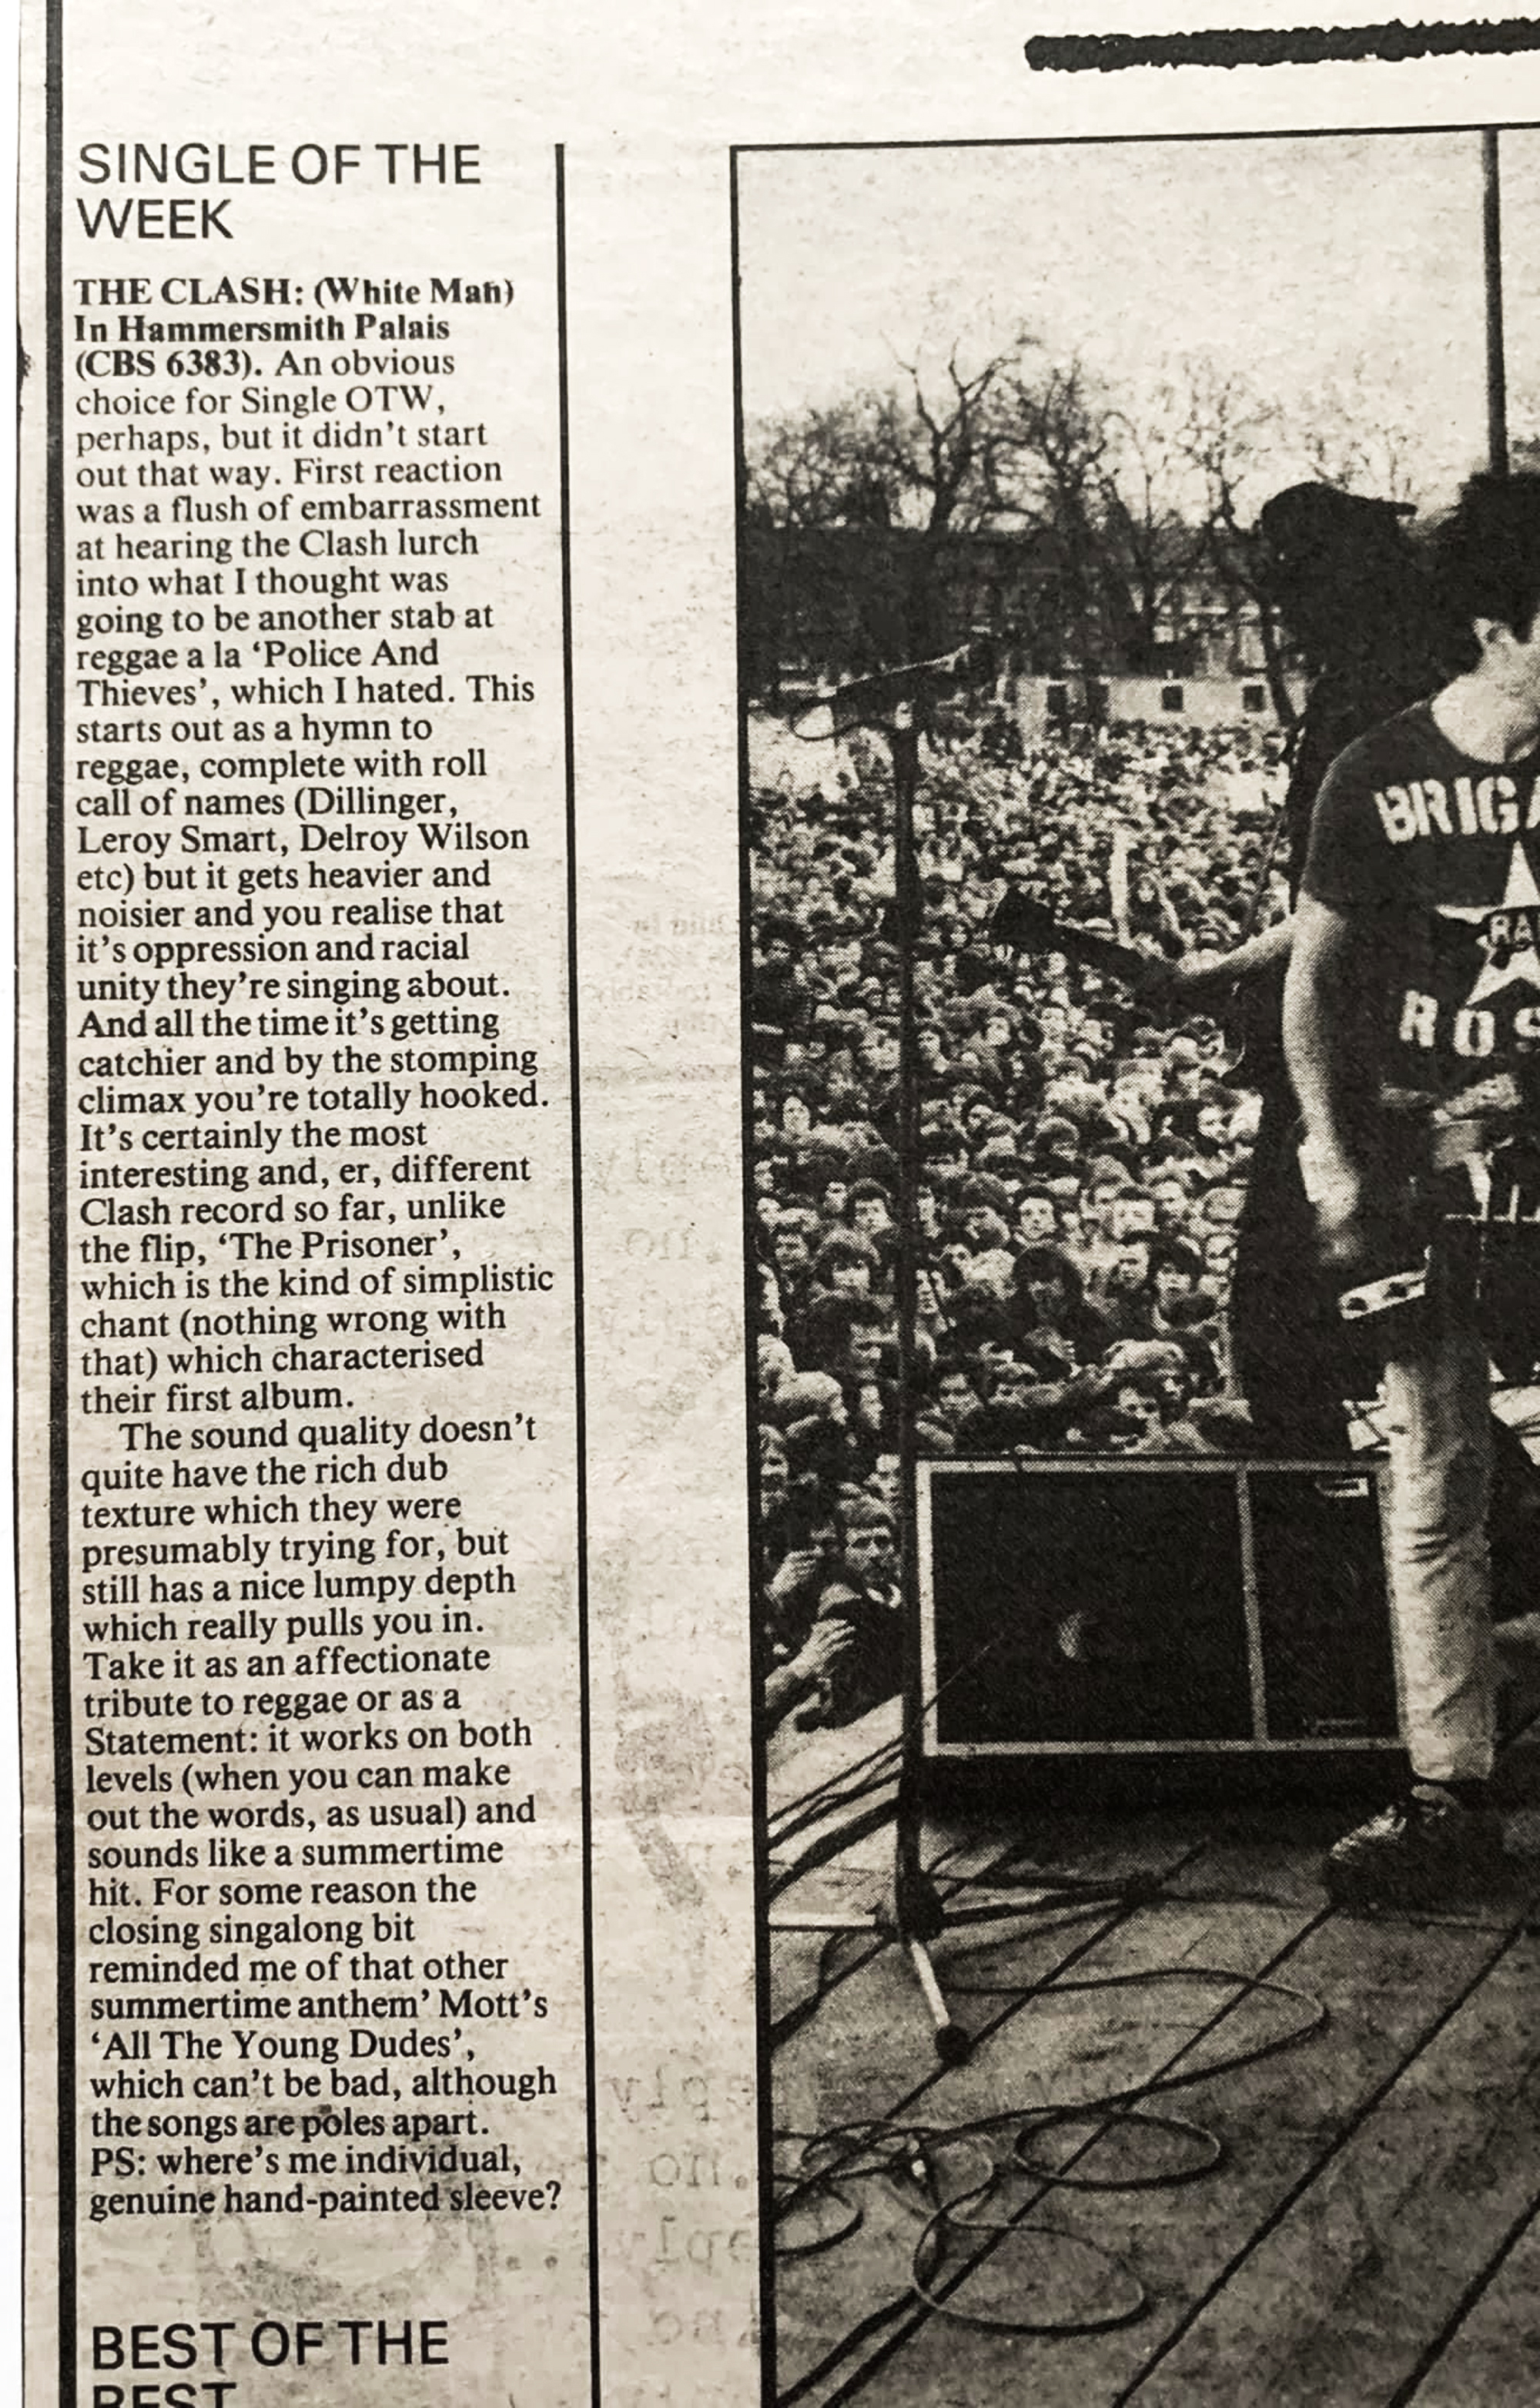 SINGLE OF THE
WEEK
THE CLASH: (White Man)
In Hammersmith Palais
(CBS 6383). An obvious
choice for Single OTW,
perhaps, but it didn't start
out that way. First reaction
was a flush of embarrassment
at hearing the Clash lurch
into what I thought was
going to be another stab at
reggae a la ‘Police And
Thieves’, which I hated. This
starts out as a hymn to
reggae, complete with roll
call of names (Dillinger,
Leroy Smart, Delroy Wilson
etc) but it gets heavier and
noisier and you realise that
it's oppression and racial
unity they're singing about.
And all the time it's getting
catchier and by the stomping
climax you're totally hooked.
It's certainly the most
interesting and, er, different
Clash record so far, unlike
the flip, ‘The Prisoner’,
which is the kind of simplistic
chant (nothing wrong with
that) which characterised
their first album.
The sound quality doesn't
quite have the rich dub
texture which they were
presumably trying for, but
still has a nice lumpy depth
which really pulls you in.
Take it as an affectionate
tribute to reggae or as a
Statement: it works on both
levels (when you can make
out the words, as usual) and
sounds like a summertime
hit. For some reason the
closing singalong bit
reminded me of that other
summertime anthem’ Mott's
‘All The Young Dudes’,
which can't be bad, although
the songs are poles apart.
PS: where's me individual,
genuine hand-painted sleeve?
BEST OF THE
BEST
BRIGA
RA
ROS